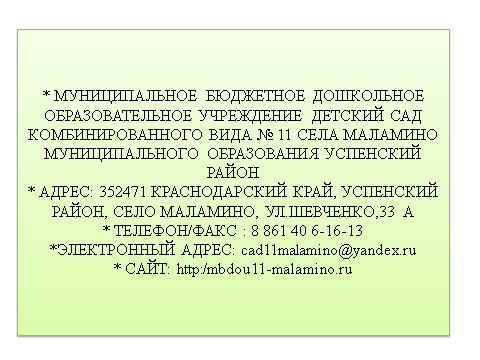 * МУНИЦИПАЛЬНОЕ БЮДЖЕТНОЕ ДОШКОЛЬНОЕ
ОБРАЗОВАТЕЛЬНОЕ УЧРЕЖДЕНИЕ ДЕТСКИЙ САД
КОМБИНИРОВАННОГО ВИДА № 11 СЕЛА МАЛАМИНО
МУНИЦИПАЛЬНОГО ОБРАЗОВАНИЯ УСПЕНСКИЙ
РАЙОН
* АДРЕС: 352471 КРАСНОДАРСКИЙ КРАЙ, УСПЕНСКИЙ
РАЙОН, СЕЛО МАЛАМИНО, УЛ.ШЕВЧЕНКО,33 А
* ТЕЛЕФОН/ФАКС : 8 861 40 6-16-13
*ЭЛЕКТРОННЫЙ АДРЕС: cad11malamino@yandex.ru
* САЙТ: http:/mbdou11-malamino.ru